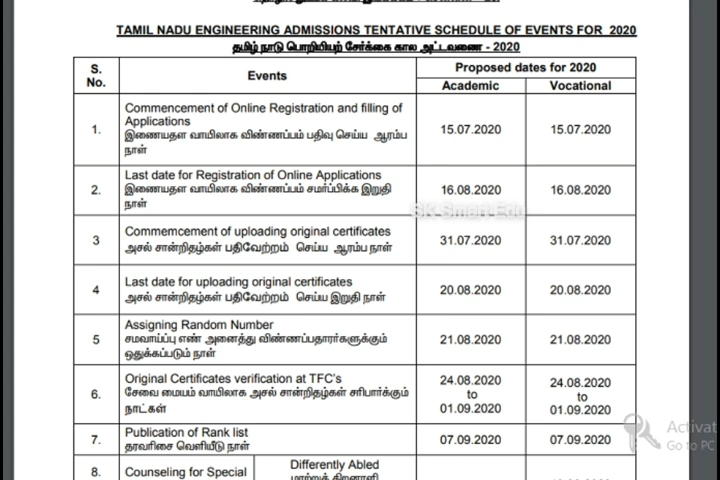 TAMIL NADU ENGINEERING ADMISSIONS TENTATIVE SCHEDULE OF EVENTS FOR 2020
தமிழ் நாடு பொறியியற் சேர்க்கை கால அட்டவணை - 2020
S. No. Events Proposed dates for 2020
Academic Vocational
1. Commencement of Online Registration and filling of
Applications
இணையதள வாயிலாக விண்ணப்பம் பதிவு செய்ய ஆரம்ப
நாள்
15.07.2020 15.07.2020
2. Last date for Registration of Online Applications
இணையதள வாயிலாக விண்ணப்பம் சமர்ப்பிக்க இறுதி
நாள்
16.08.2020 16.08.2020
SK Smart Edu
3 Commemcement of uploading original certificates
அசல் சான்றிதழ்கள் பதிவேற்றம் செய்ய ஆரம்ப நாள்
31.07.2020 31.07.2020
4 Last date for uploading original certificates
அசல் சான்றிதழ்கள் பதிவேற்றம் செய்ய இறுதி நாள்
20.08.2020 20.08.2020
5 Assigning Random Number
சமவாய்ப்பு எண் அனைத்து விண்ணப்பதாரர்களுக்கும்
ஒதுக்கப்படும் நாள்
21.08.2020 21.08.2020
6. Original Certificates verification at TFC's
சேவை மையம் வாயிலாக அசல் சான்றிதழ்கள் சரிபார்க்கும்
நாட்கள்
24.08.2020 24.08.2020
to to
01.09.2020 01.09.2020
7. Publication of Rank list
தரவரிசை வெளியீடு நாள்
07.09.2020 07.09.2020
8. Counseling for Special Differently Abled
Activat
Go to PC